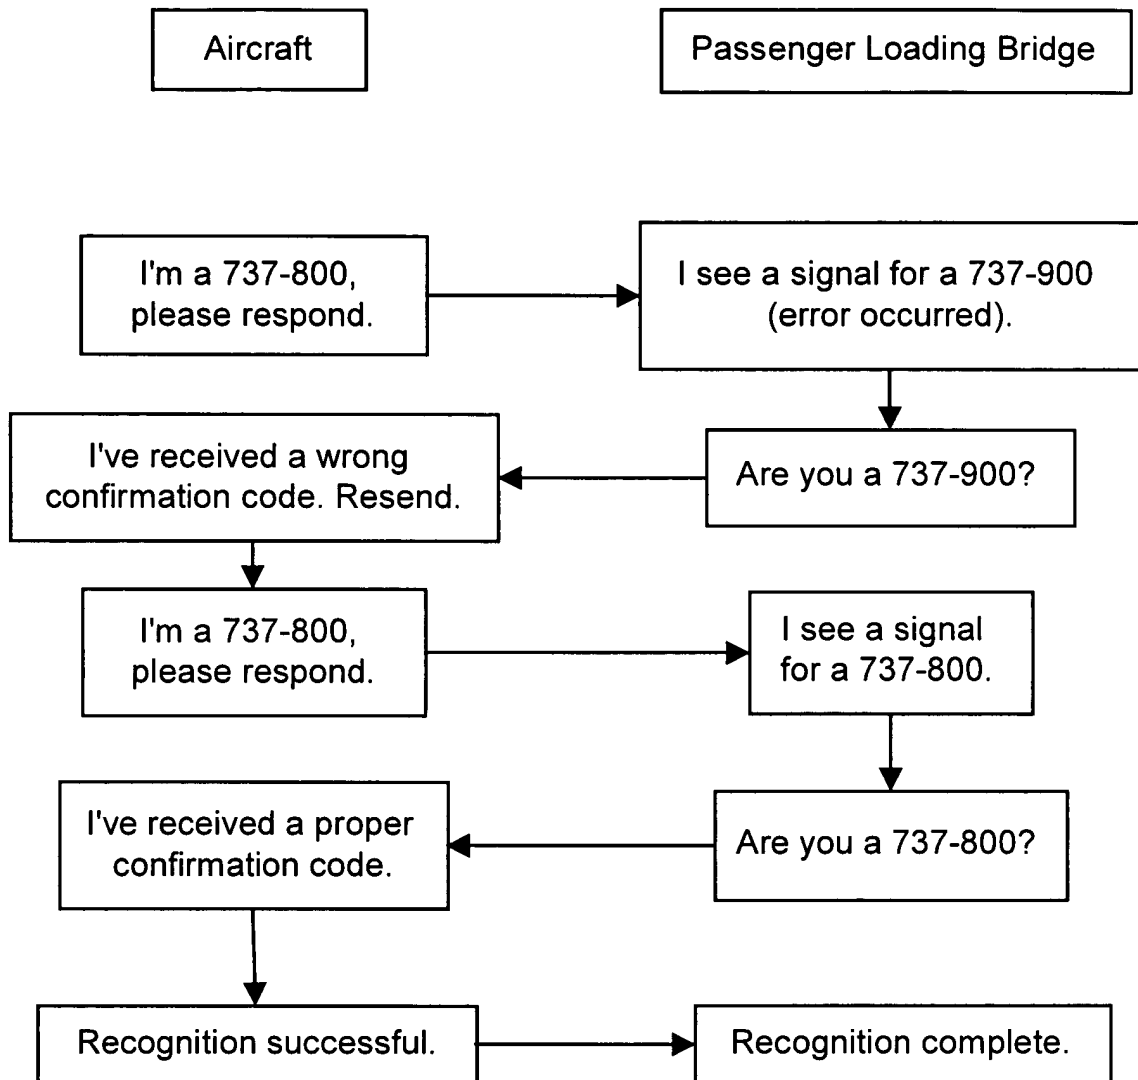 Aircraft
Passenger Loading Bridge
I'm a 737-800,
please respond.
I see a signal for a 737-900
(error occurred).
Are you a 737-900?
I've received a wrong
confirmation code. Resend.
I'm a 737-800,
please respond.
I see a signal
for a 737-800.
Are you a 737-800?
I've received a proper
confirmation code.
Recognition successful.
Recognition complete.